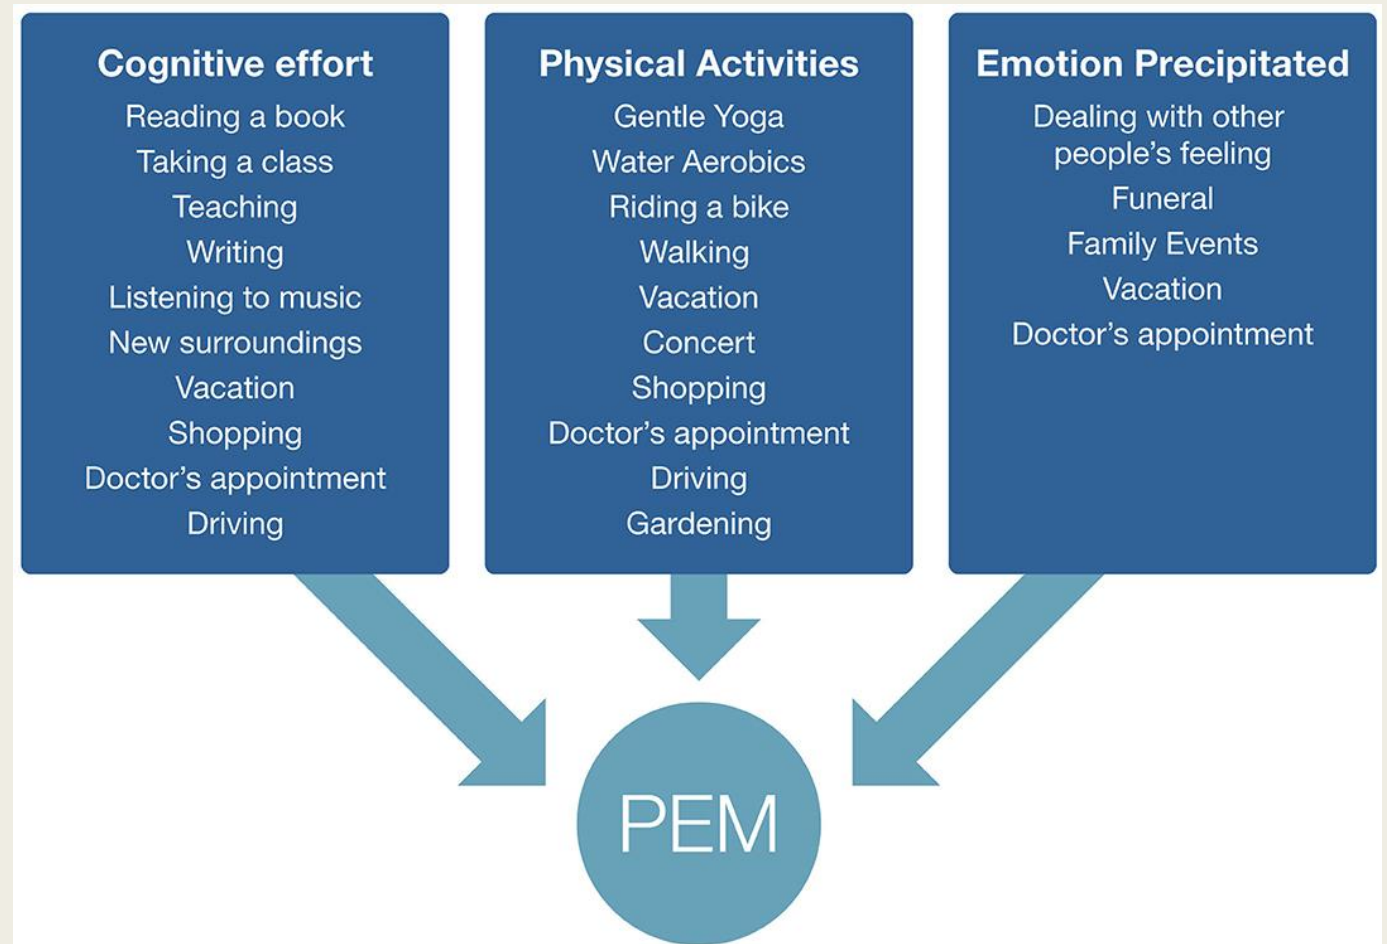 Cognitive effort
Reading a book
Taking a class
Teaching
Writing
Listening to music
New surroundings
Vacation
Shopping
Doctor’s appointment
Driving
Physical Activities
Gentle Yoga
Water Aerobics
Riding a bike
Walking
Vacation
Concert
Shopping
Doctor’s appointment
Driving
Gardening
Emotion Precipitated
Dealing with other
people’s feeling
Funeral
Family Events
Vacation
Doctor’s appointment
PEM